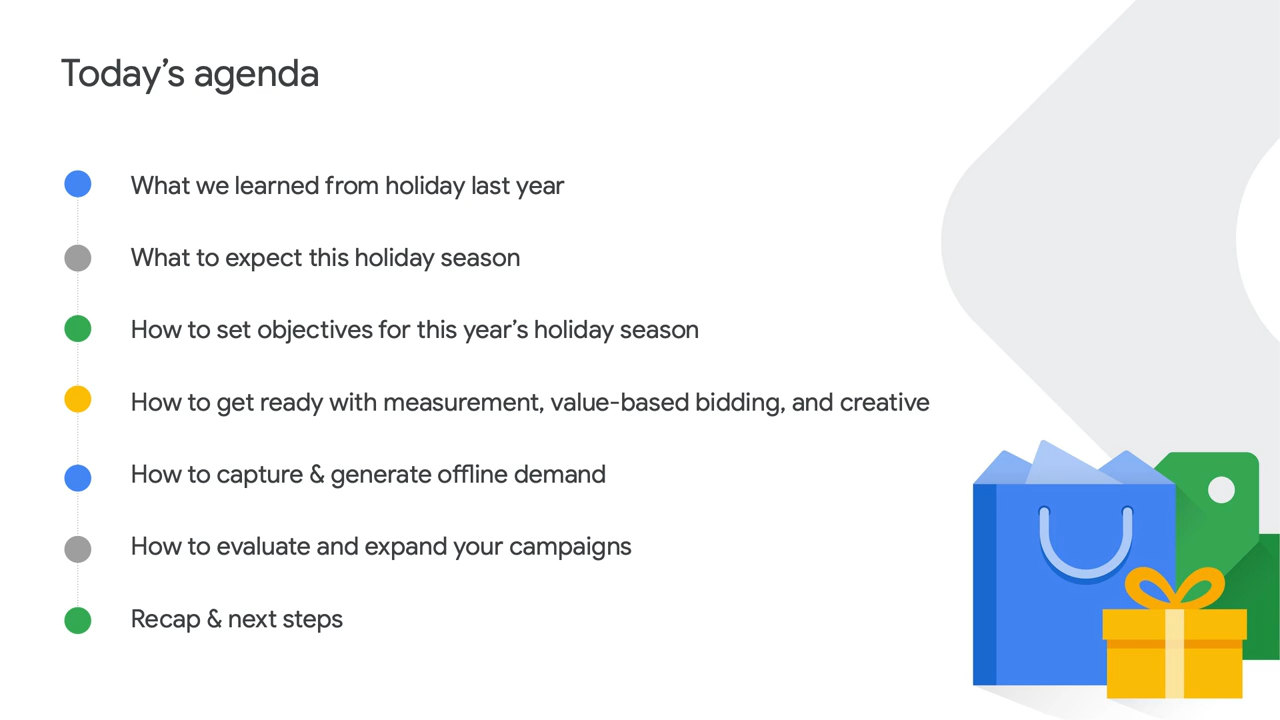 Today’s agenda
What we learned from holiday last year
What to expect this holiday season
How to set objectives for this year’s holiday season
How to get ready with measurement, value-based bidding, and creative
How to capture & generate offline demand
How to evaluate and expand your campaigns
Recap & next steps